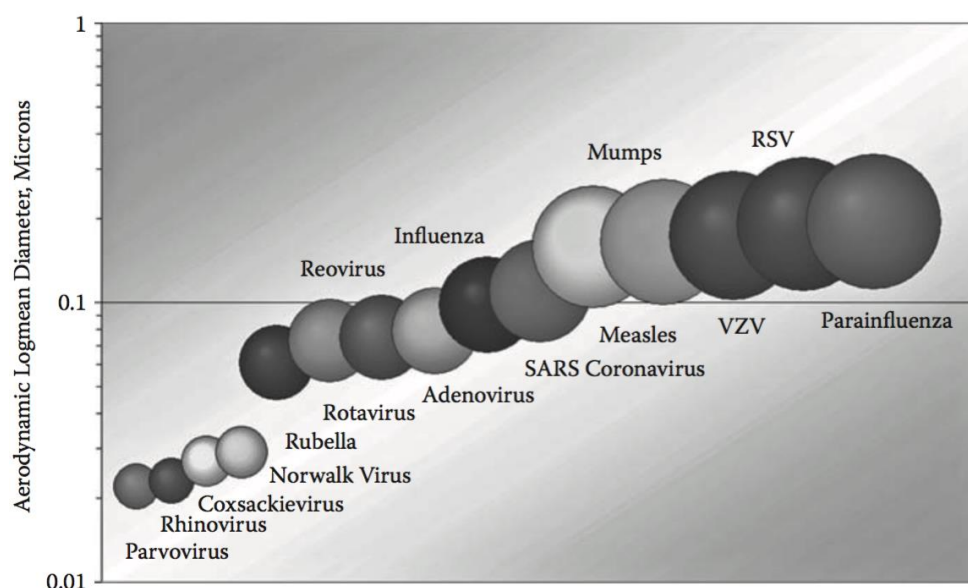 1
Mumps
RSV
Influenza
Reovirus
0.1
Measles
VZV
Parainfluenza
SARS Coronavirus
Adenovirus
Rotavirus
Rubella
Norwalk Virus
Coxsackievirus
Rhinovirus
Parvovirus
0.01
Aerodynamic Logmean Diameter, Microns